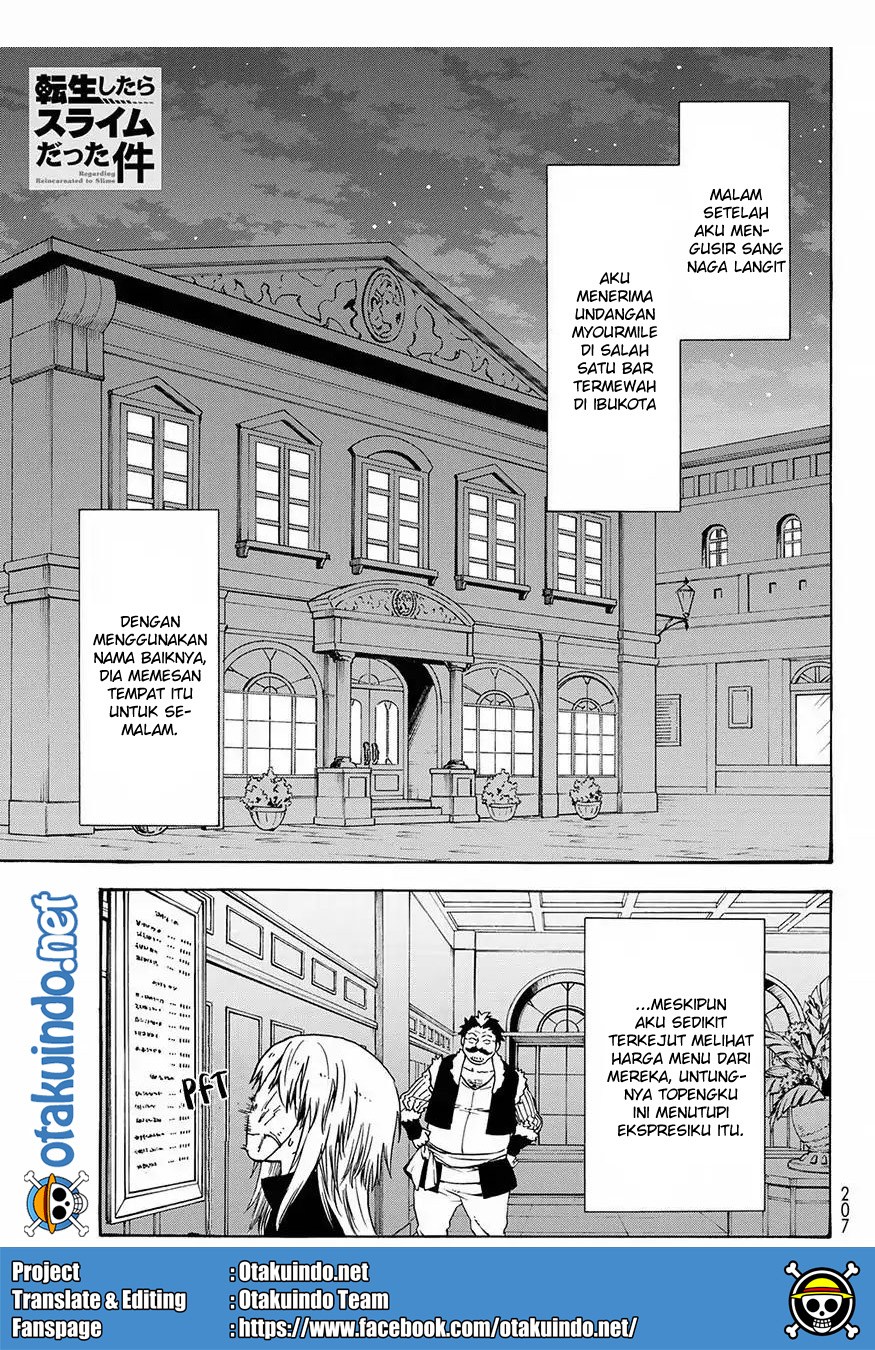 転生したら
スライム
だった件
Regarding
Reincarnated to Slime
MALAM
SETELAH
AKU MEN-
GUSIR SANG
NAGA LANGIT
AKU
MENERIMA
UNDANGAN
MYOURMILE
DI SALAH
SATU BAR
TERMEWAH
DI IBUKOTA
DENGAN
MENGGUNAKAN
NAMA BAIKNYA,
DIA MEMESAN
TEMPAT ITU
UNTUK SE-
MALAM.
...MESKIPUN
AKU SEDIKIT
TERKEJUT MELIHAT
HARGA MENU DARI
MEREKA, UNTUNG-
NYA TOPENGKU
INI MENUTUPI
EKSPRESIKU ITU.
PFT
otakuindo.net
207
Project : Otakuindo.net
Translate & Editing : Otakuindo Team
Fanspage : https://www.facebook.com/otakuindo.net/